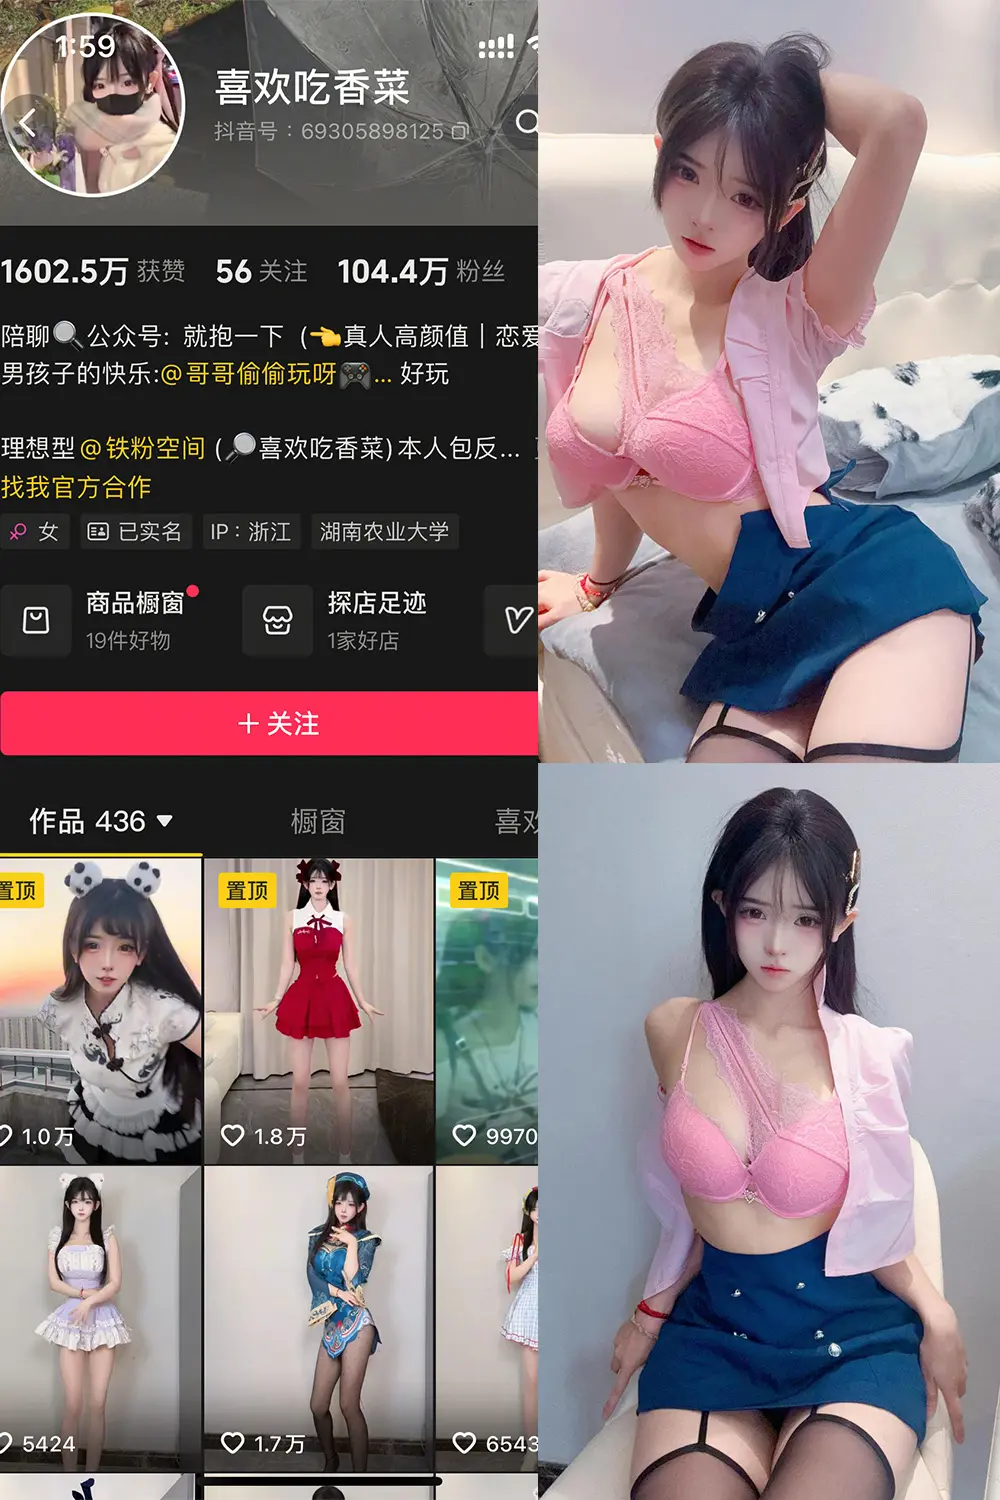 1:59
喜欢吃香菜
抖音号：69305898125
1602.5万 获赞 56 关注 104.4万 粉丝
陪聊🔍公众号: 就抱一下 (👈真人高颜值｜恋爱
男孩子的快乐:@哥哥偷偷玩呀🎮... 好玩
理想型@铁粉空间 (🔎喜欢吃香菜)本人包反...
找我官方合作
女 已实名 IP：浙江 湖南农业大学
商品橱窗 探店足迹
19件好物 1家好店
＋关注
作品 436 橱窗 喜欢
置顶 置顶 置顶
1.0万 1.8万 9970
5424 1.7万 6543